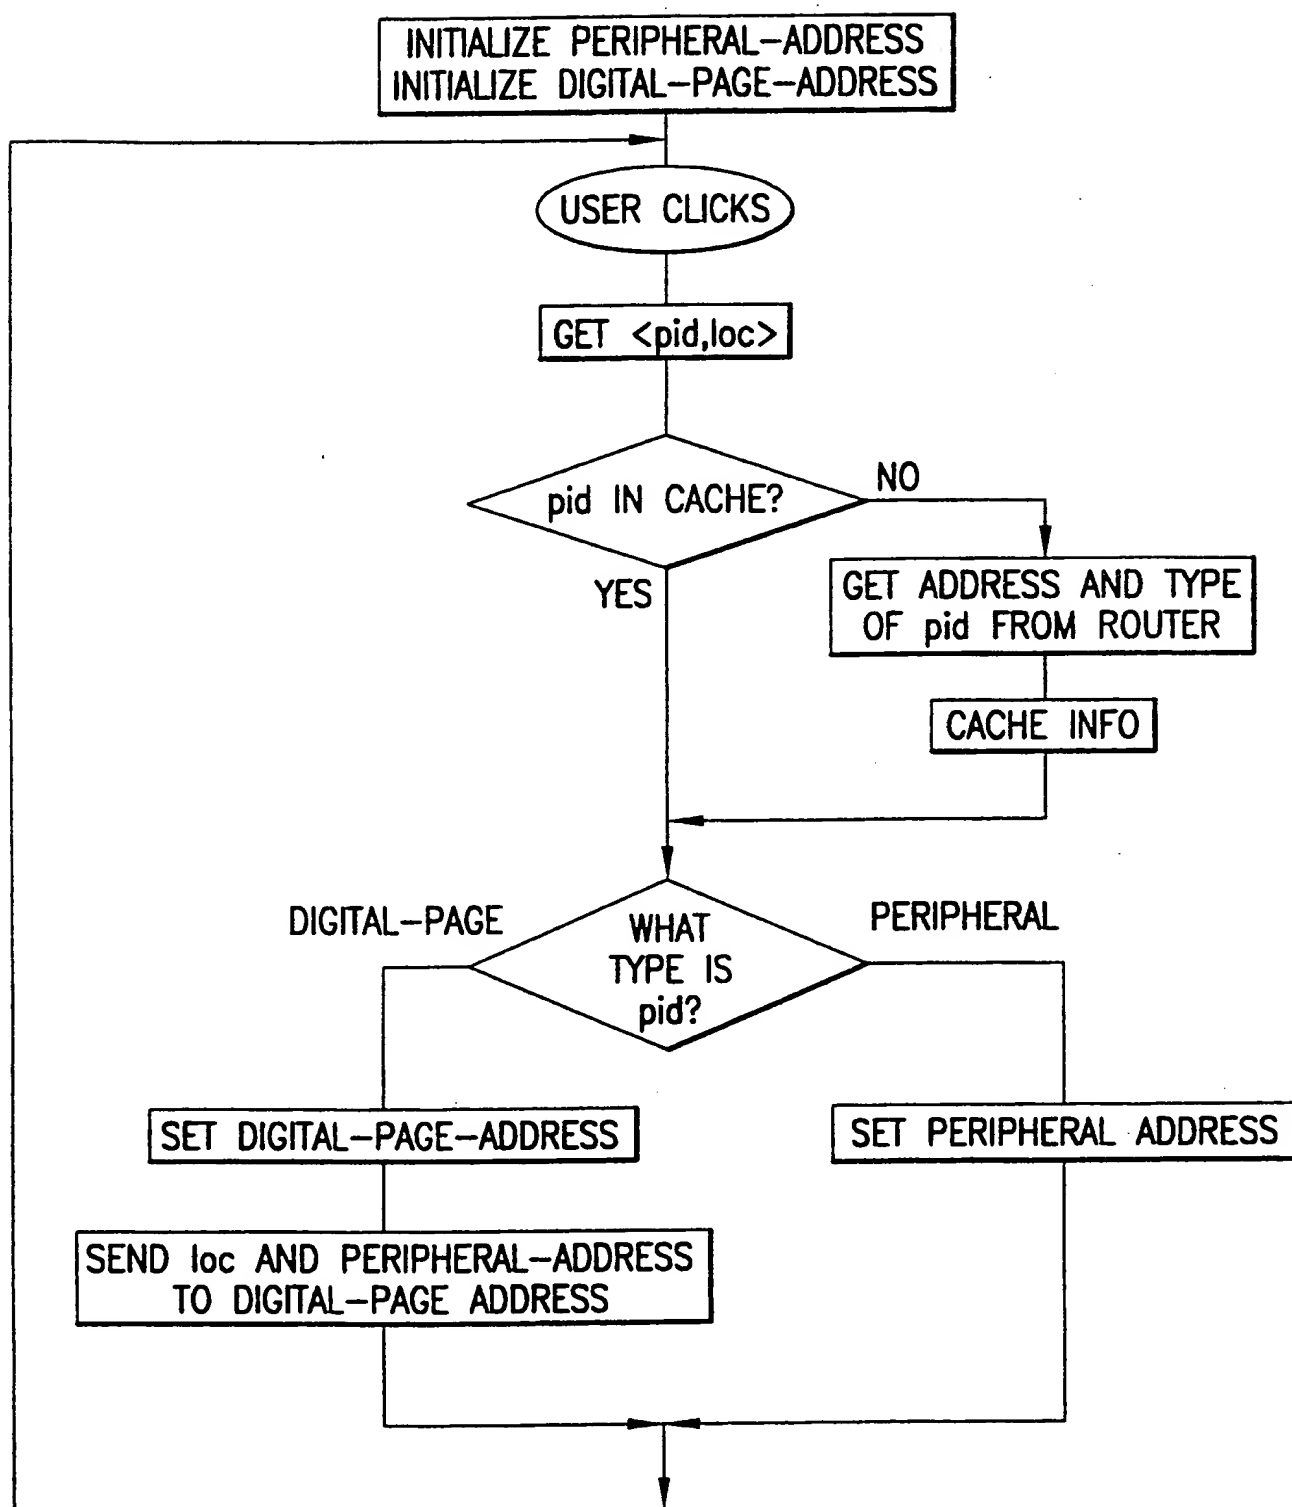 INITIALIZE PERIPHERAL-ADDRESS
INITIALIZE DIGITAL-PAGE-ADDRESS
USER CLICKS
GET <pid,loc>
pid IN CACHE?
NO
YES
GET ADDRESS AND TYPE
OF pid FROM ROUTER
CACHE INFO
DIGITAL-PAGE
WHAT
TYPE IS
pid?
PERIPHERAL
SET DIGITAL-PAGE-ADDRESS
SET PERIPHERAL ADDRESS
SEND loc AND PERIPHERAL-ADDRESS
TO DIGITAL-PAGE ADDRESS